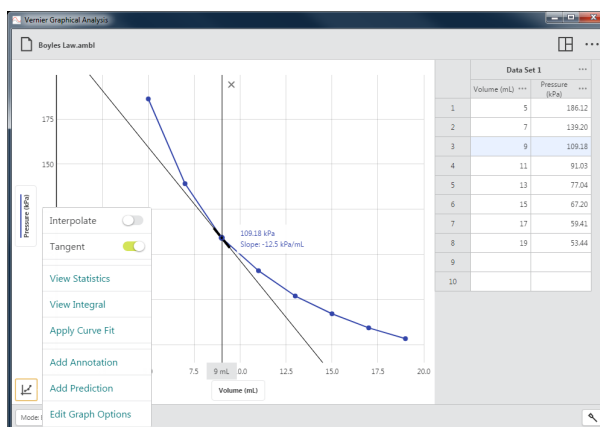 Vernier Graphical Analysis
Boyles Law.ambl
Data Set 1
Volume (mL)
Pressure
(kPa)
1 5 186.12
2 7 139.20
3 9 109.18
4 11 91.03
5 13 77.04
6 15 67.20
7 17 59.41
8 19 53.44
9
10
175
150
Pressure (kPa)
109.18 kPa
Slope: -12.5 kPa/mL
Interpolate
Tangent
View Statistics
View Integral
Apply Curve Fit
Add Annotation
Add Prediction
Edit Graph Options
7.5 9 mL 12.5 15.0 17.5 20.0
Volume (mL)
Mode: